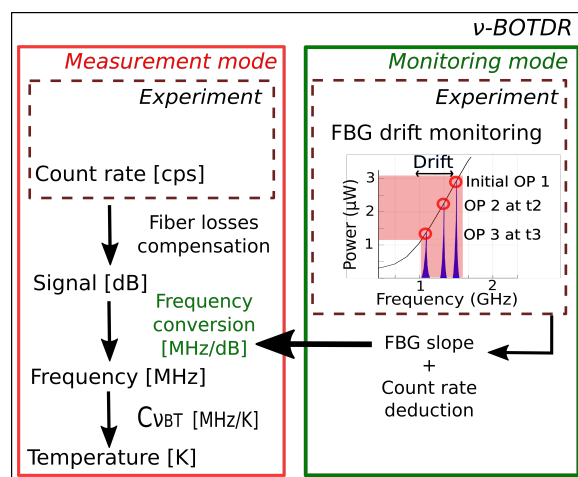 ν-BOTDR
Measurement mode
Experiment
Count rate [cps]
Fiber losses
compensation
Signal [dB]
Frequency
conversion
[MHz/dB]
Frequency [MHz]
CνBT [MHz/K]
Temperature [K]
Monitoring mode
Experiment
FBG drift monitoring
Drift
Power (μW)
3
2
1
Initial OP 1
OP 2 at t2
OP 3 at t3
1
2
Frequency (GHz)
FBG slope
+
Count rate
deduction